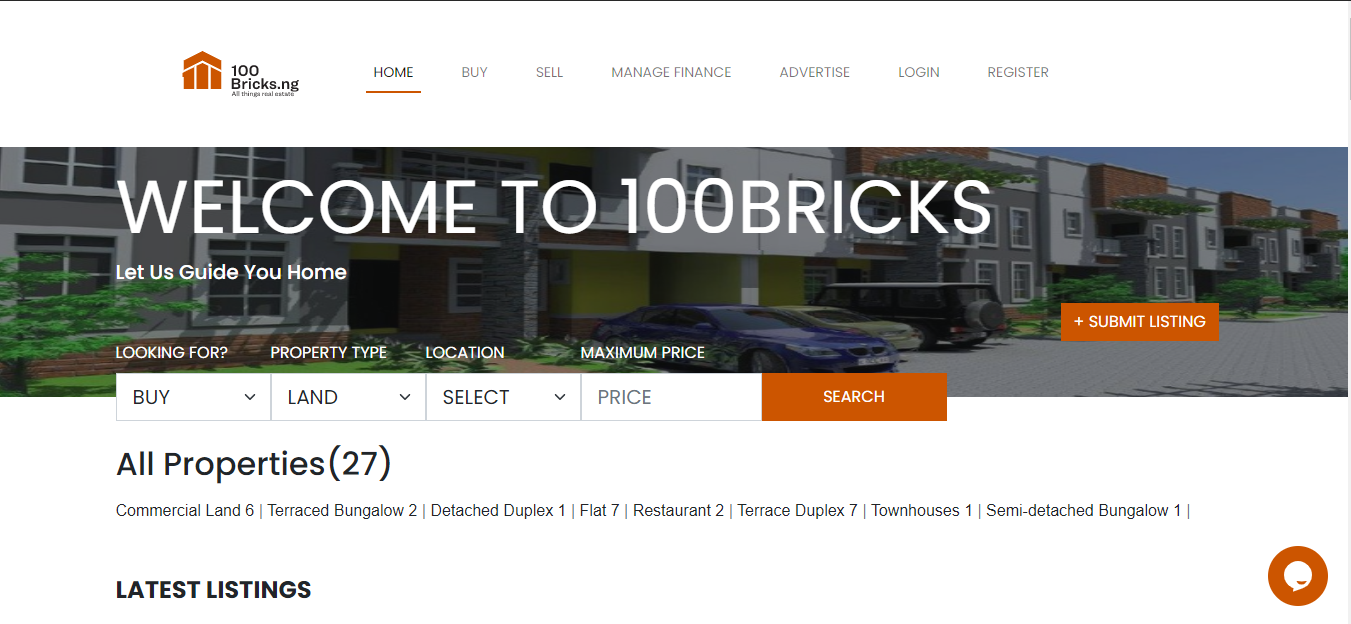 100
Bricks.ng
All things real estate
HOME BUY SELL MANAGE FINANCE ADVERTISE LOGIN REGISTER
WELCOME TO 100BRICKS
Let Us Guide You Home
+ SUBMIT LISTING
LOOKING FOR? PROPERTY TYPE LOCATION MAXIMUM PRICE
BUY LAND SELECT PRICE SEARCH
All Properties(27)
Commercial Land 6 | Terraced Bungalow 2 | Detached Duplex 1 | Flat 7 | Restaurant 2 | Terrace Duplex 7 | Townhouses 1 | Semi-detached Bungalow 1 |
LATEST LISTINGS